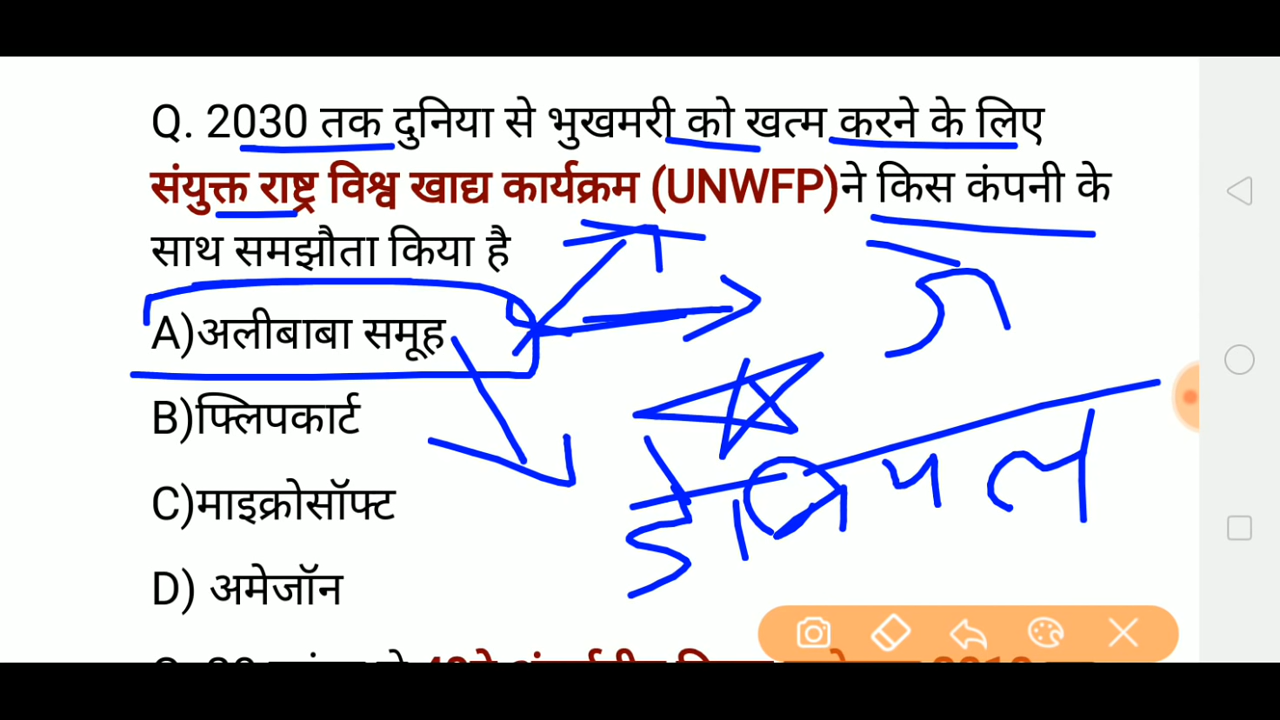 Q. 2030 तक दुनिया से भुखमरी को खत्म करने के लिए
संयुक्त राष्ट्र विश्व खाद्य कार्यक्रम (UNWFP)ने किस कंपनी के
साथ समझौता किया है
A)अलीबाबा समूह
B)फ्लिपकार्ट
C)माइक्रोसॉफ्ट
D) अमेजॉन